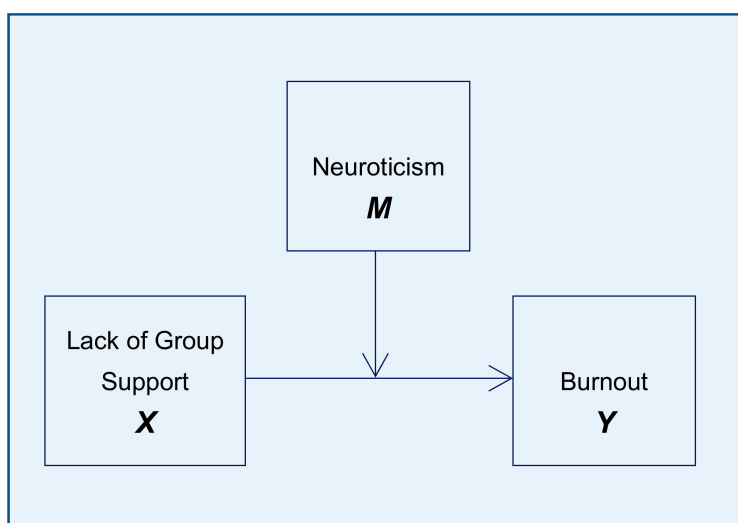 Neuroticism
M
Lack of Group
Support
X
Burnout
Y